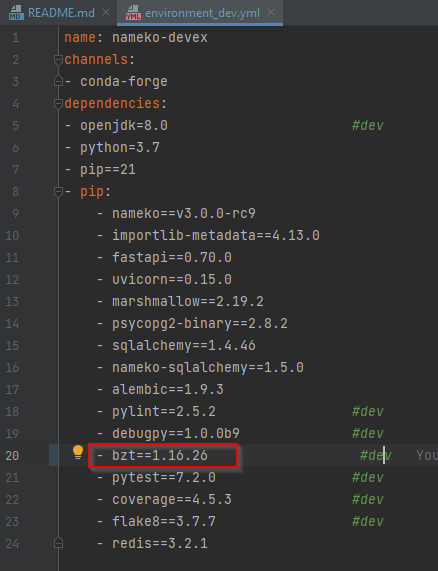 README.md environment_dev.yml
1 name: nameko-devex
2 channels:
3 - conda-forge
4 dependencies:
5 - openjdk=8.0 #dev
6 - python=3.7
7 - pip==21
8 - pip:
9 - nameko==v3.0.0-rc9
10 - importlib-metadata==4.13.0
11 - fastapi==0.70.0
12 - uvicorn==0.15.0
13 - marshmallow==2.19.2
14 - psycopg2-binary==2.8.2
15 - sqlalchemy==1.4.46
16 - nameko-sqlalchemy==1.5.0
17 - alembic==1.9.3
18 - pylint==2.5.2 #dev
19 - debugpy==1.0.0b9 #dev
20 - bzt==1.16.26 #dev You
21 - pytest==7.2.0 #dev
22 - coverage==4.5.3 #dev
23 - flake8==3.7.7 #dev
24 - redis==3.2.1